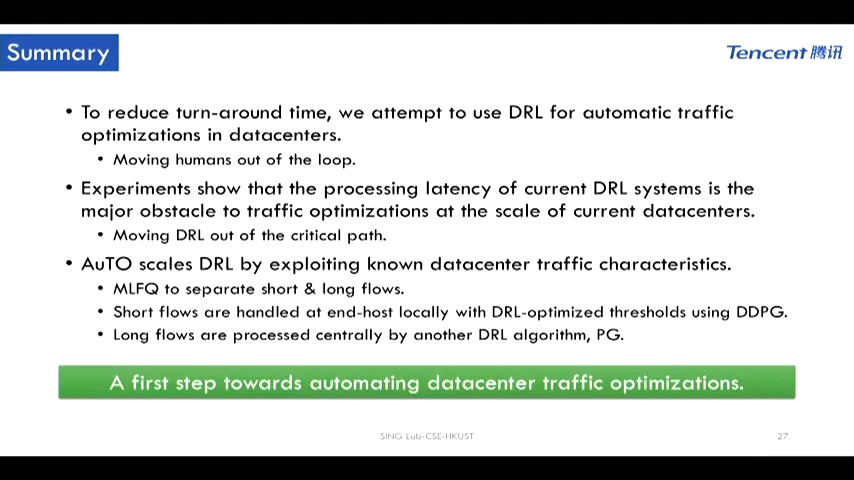 Summary
Tencent 腾讯
• To reduce turn-around time, we attempt to use DRL for automatic traffic
optimizations in datacenters.
• Moving humans out of the loop.
• Experiments show that the processing latency of current DRL systems is the
major obstacle to traffic optimizations at the scale of current datacenters.
• Moving DRL out of the critical path.
• AuTO scales DRL by exploiting known datacenter traffic characteristics.
• MLFQ to separate short & long flows.
• Short flows are handled at end-host locally with DRL-optimized thresholds using DDPG.
• Long flows are processed centrally by another DRL algorithm, PG.
A first step towards automating datacenter traffic optimizations.
SING Lab-CSE-HKUST
27